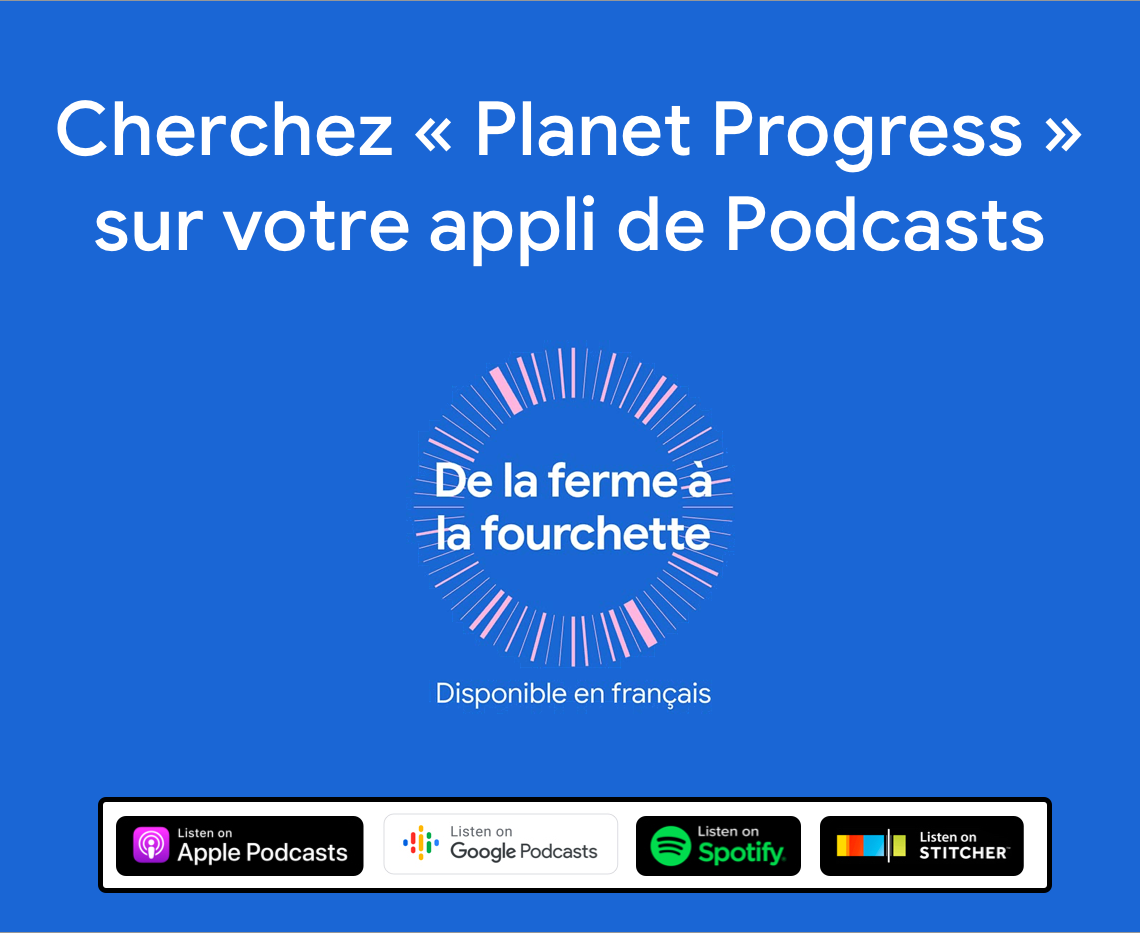 Cherchez « Planet Progress »
sur votre appli de Podcasts
De la ferme à
la fourchette
Disponible en français
Listen on
Apple Podcasts
Listen on
Google Podcasts
Listen on
Spotify
Listen on
STITCHER